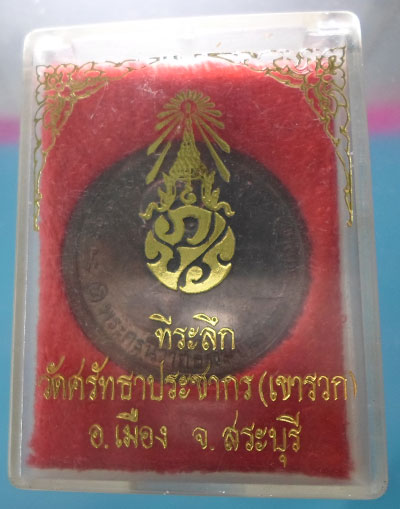 ที่ระลึก
วัดศรัทธาประชากร (เขารวก)
อ.เมือง จ.สระบุรี